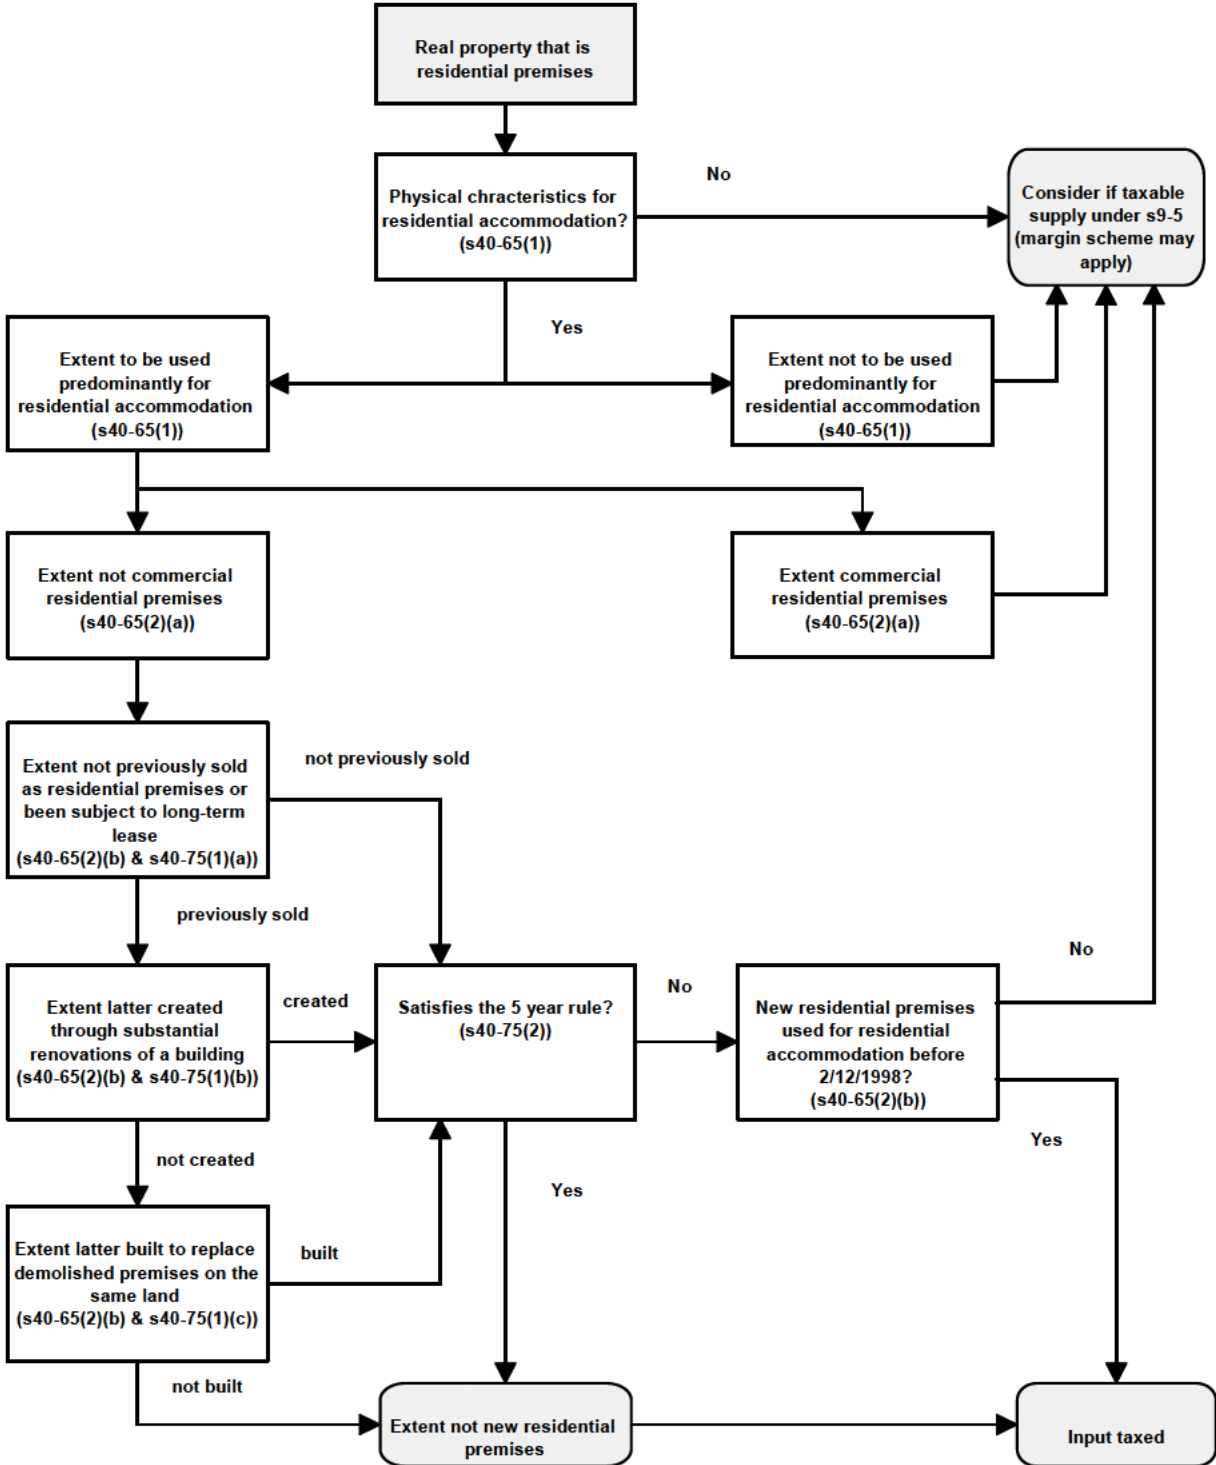 Real property that is
residential premises
Physical chracteristics for
residential accommodation?
(s40-65(1))
No
Consider if taxable
supply under s9-5
(margin scheme may
apply)
Yes
Extent to be used
predominantly for
residential accommodation
(s40-65(1))
Extent not to be used
predominantly for
residential accommodation
(s40-65(1))
Extent not commercial
residential premises
(s40-65(2)(a))
Extent commercial
residential premises
(s40-65(2)(a))
Extent not previously sold
as residential premises or
been subject to long-term
lease
(s40-65(2)(b) & s40-75(1)(a))
not previously sold
previously sold
Extent latter created
through substantial
renovations of a building
(s40-65(2)(b) & s40-75(1)(b))
created
Satisfies the 5 year rule?
(s40-75(2))
No
New residential premises
used for residential
accommodation before
2/12/1998?
(s40-65(2)(b))
No
Yes
not created
Yes
Extent latter built to replace
demolished premises on the
same land
(s40-65(2)(b) & s40-75(1)(c))
built
not built
Extent not new residential
premises
Input taxed